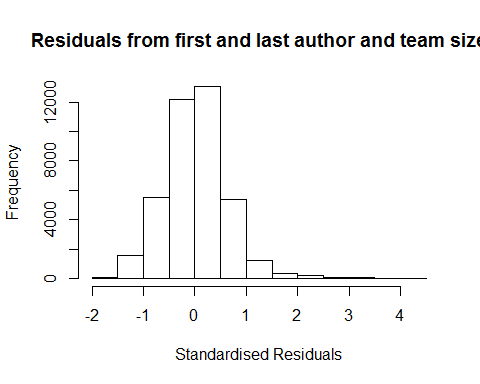 Residuals from first and last author and team size
12000
8000
4000
0
Frequency
-2 -1 0 1 2 3 4
Standardised Residuals